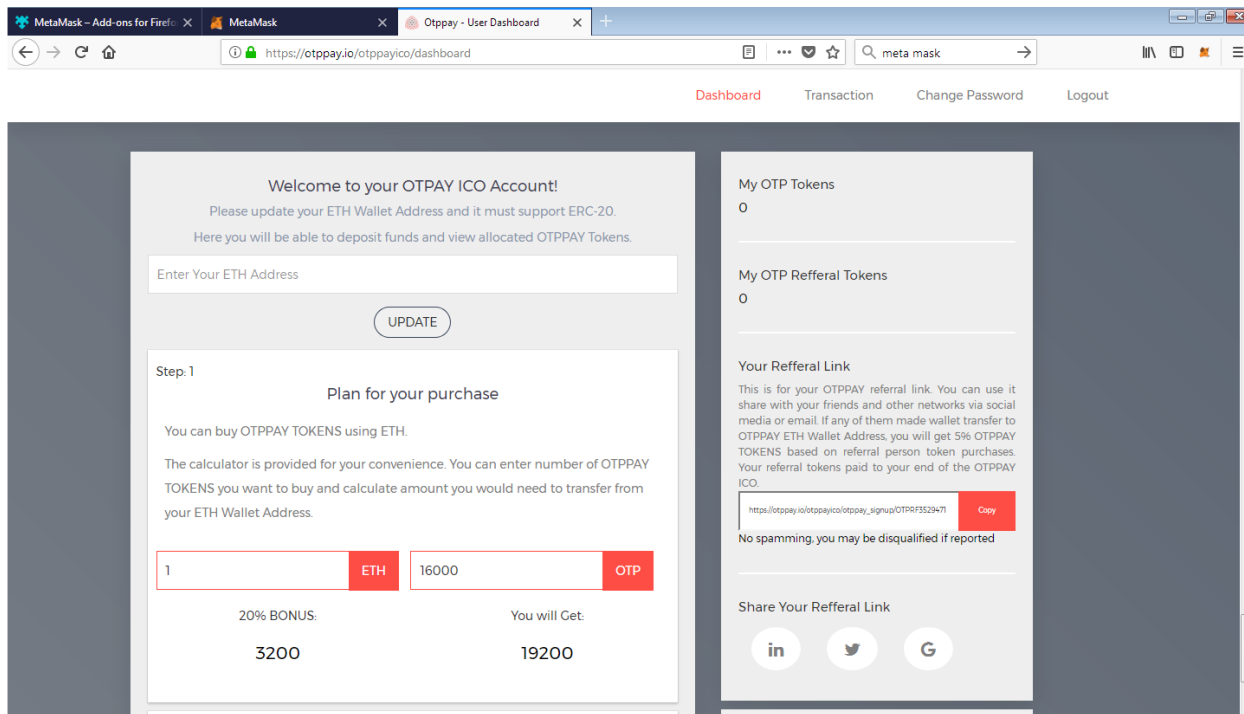 MetaMask – Add-ons for Firefo
MetaMask
Otppay - User Dashboard
https://otppay.io/otppayico/dashboard
meta mask
Dashboard
Transaction
Change Password
Logout
Welcome to your OTPAY ICO Account!
Please update your ETH Wallet Address and it must support ERC-20.
Here you will be able to deposit funds and view allocated OTPPAY Tokens.
Enter Your ETH Address
UPDATE
Step: 1
Plan for your purchase
You can buy OTPPAY TOKENS using ETH.
The calculator is provided for your convenience. You can enter number of OTPPAY
TOKENS you want to buy and calculate amount you would need to transfer from
your ETH Wallet Address.
1
ETH
16000
OTP
20% BONUS:
You will Get:
3200
19200
My OTP Tokens
0
My OTP Refferal Tokens
0
Your Refferal Link
This is for your OTPPAY referral link. You can use it
share with your friends and other networks via social
media or email. If any of them made wallet transfer to
OTPPAY ETH Wallet Address, you will get 5% OTPPAY
TOKENS based on referral person token purchases.
Your referral tokens paid to your end of the OTPPAY
ICO.
https://otppay.io/otppayico/otppay_signup/OTPRF3529471
Copy
No spamming, you may be disqualified if reported
Share Your Refferal Link
in
G